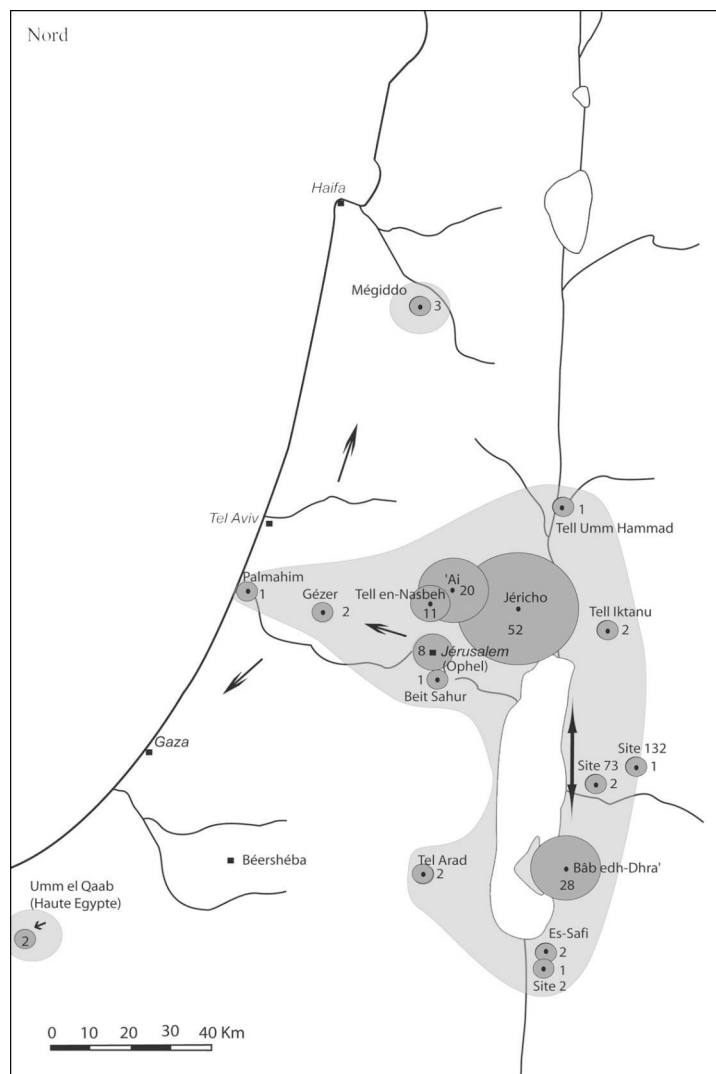 Nord
Haifa
Mégiddo
3
1
Tell Umm Hammad
Tel Aviv
Palmahim
1
Gézer
2
Tell en-Nasbeh
11
'Ai
20
Jéricho
52
Tell Iktanu
2
8
Jérusalem
(Ophel)
1
Beit Sahur
Site 132
1
Site 73
2
Gaza
Béershéba
Tel Arad
2
Bâb edh-Dhra'
28
Umm el Qaab
(Haute Egypte)
2
Es-Safi
2
1
Site 2
0 10 20 30 40 Km